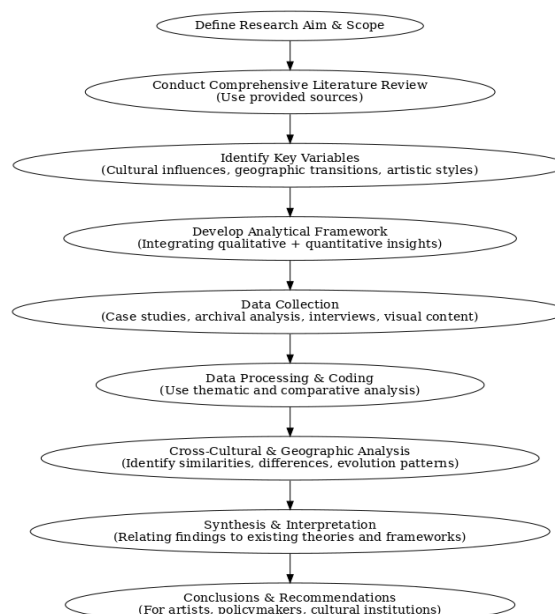 Define Research Aim & Scope
Conduct Comprehensive Literature Review
(Use provided sources)
Identify Key Variables
(Cultural influences, geographic transitions, artistic styles)
Develop Analytical Framework
(Integrating qualitative + quantitative insights)
Data Collection
(Case studies, archival analysis, interviews, visual content)
Data Processing & Coding
(Use thematic and comparative analysis)
Cross-Cultural & Geographic Analysis
(Identify similarities, differences, evolution patterns)
Synthesis & Interpretation
(Relating findings to existing theories and frameworks)
Conclusions & Recommendations
(For artists, policymakers, cultural institutions)